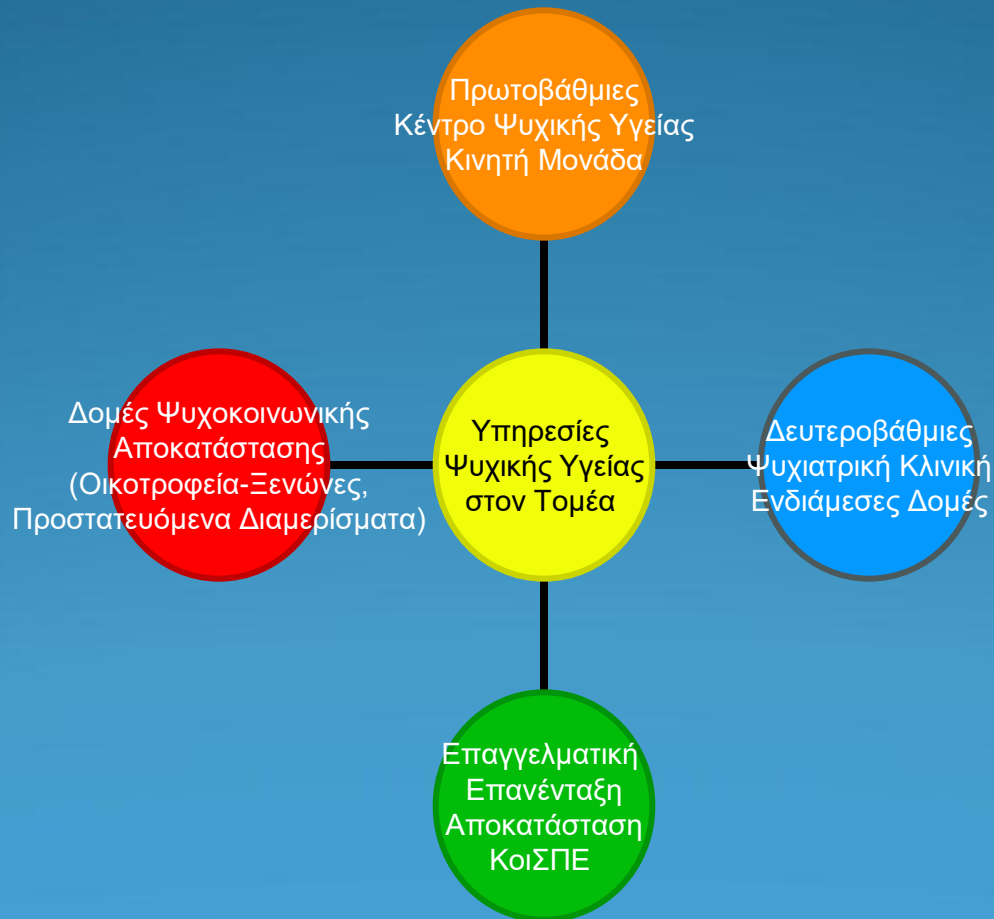 Πρωτοβάθμιες
Κέντρο Ψυχικής Υγείας
Κινητή Μονάδα
Δομές Ψυχοκοινωνικής
Αποκατάστασης
(Οικοτροφεία-Ξενώνες,
Προστατευόμενα Διαμερίσματα)
Υπηρεσίες
Ψυχικής Υγείας
στον Τομέα
Δευτεροβάθμιες
Ψυχιατρική Κλινική
Ενδιάμεσες Δομές
Επαγγελματική
Επανένταξη
Αποκατάσταση
ΚοιΣΠΕ